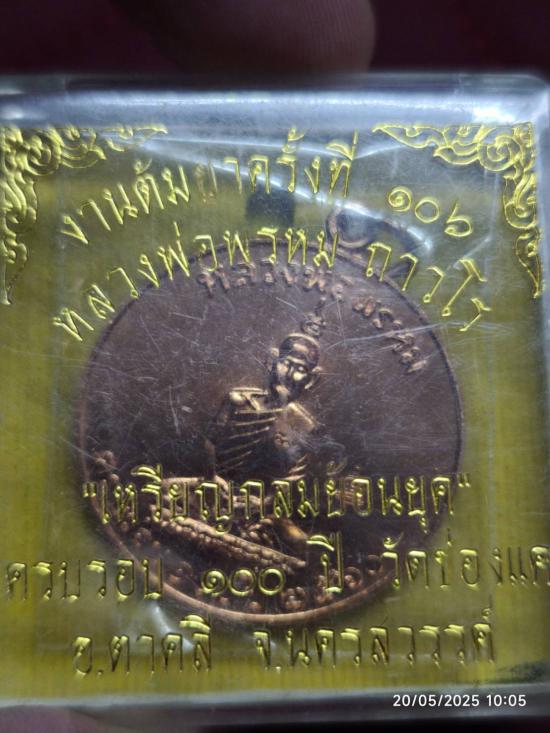 งานต้มยาครั้งที่ ๑๐๖
หลวงพ่อพรหม ถาวโร
หลวงพ่อพรหม
"เหรียญกลมย้อนยุค"
ครบรอบ ๑๐๐ ปี วัดช่องแค
อ.ตาคลี จ.นครสวรรค์
20/05/2025 10:05